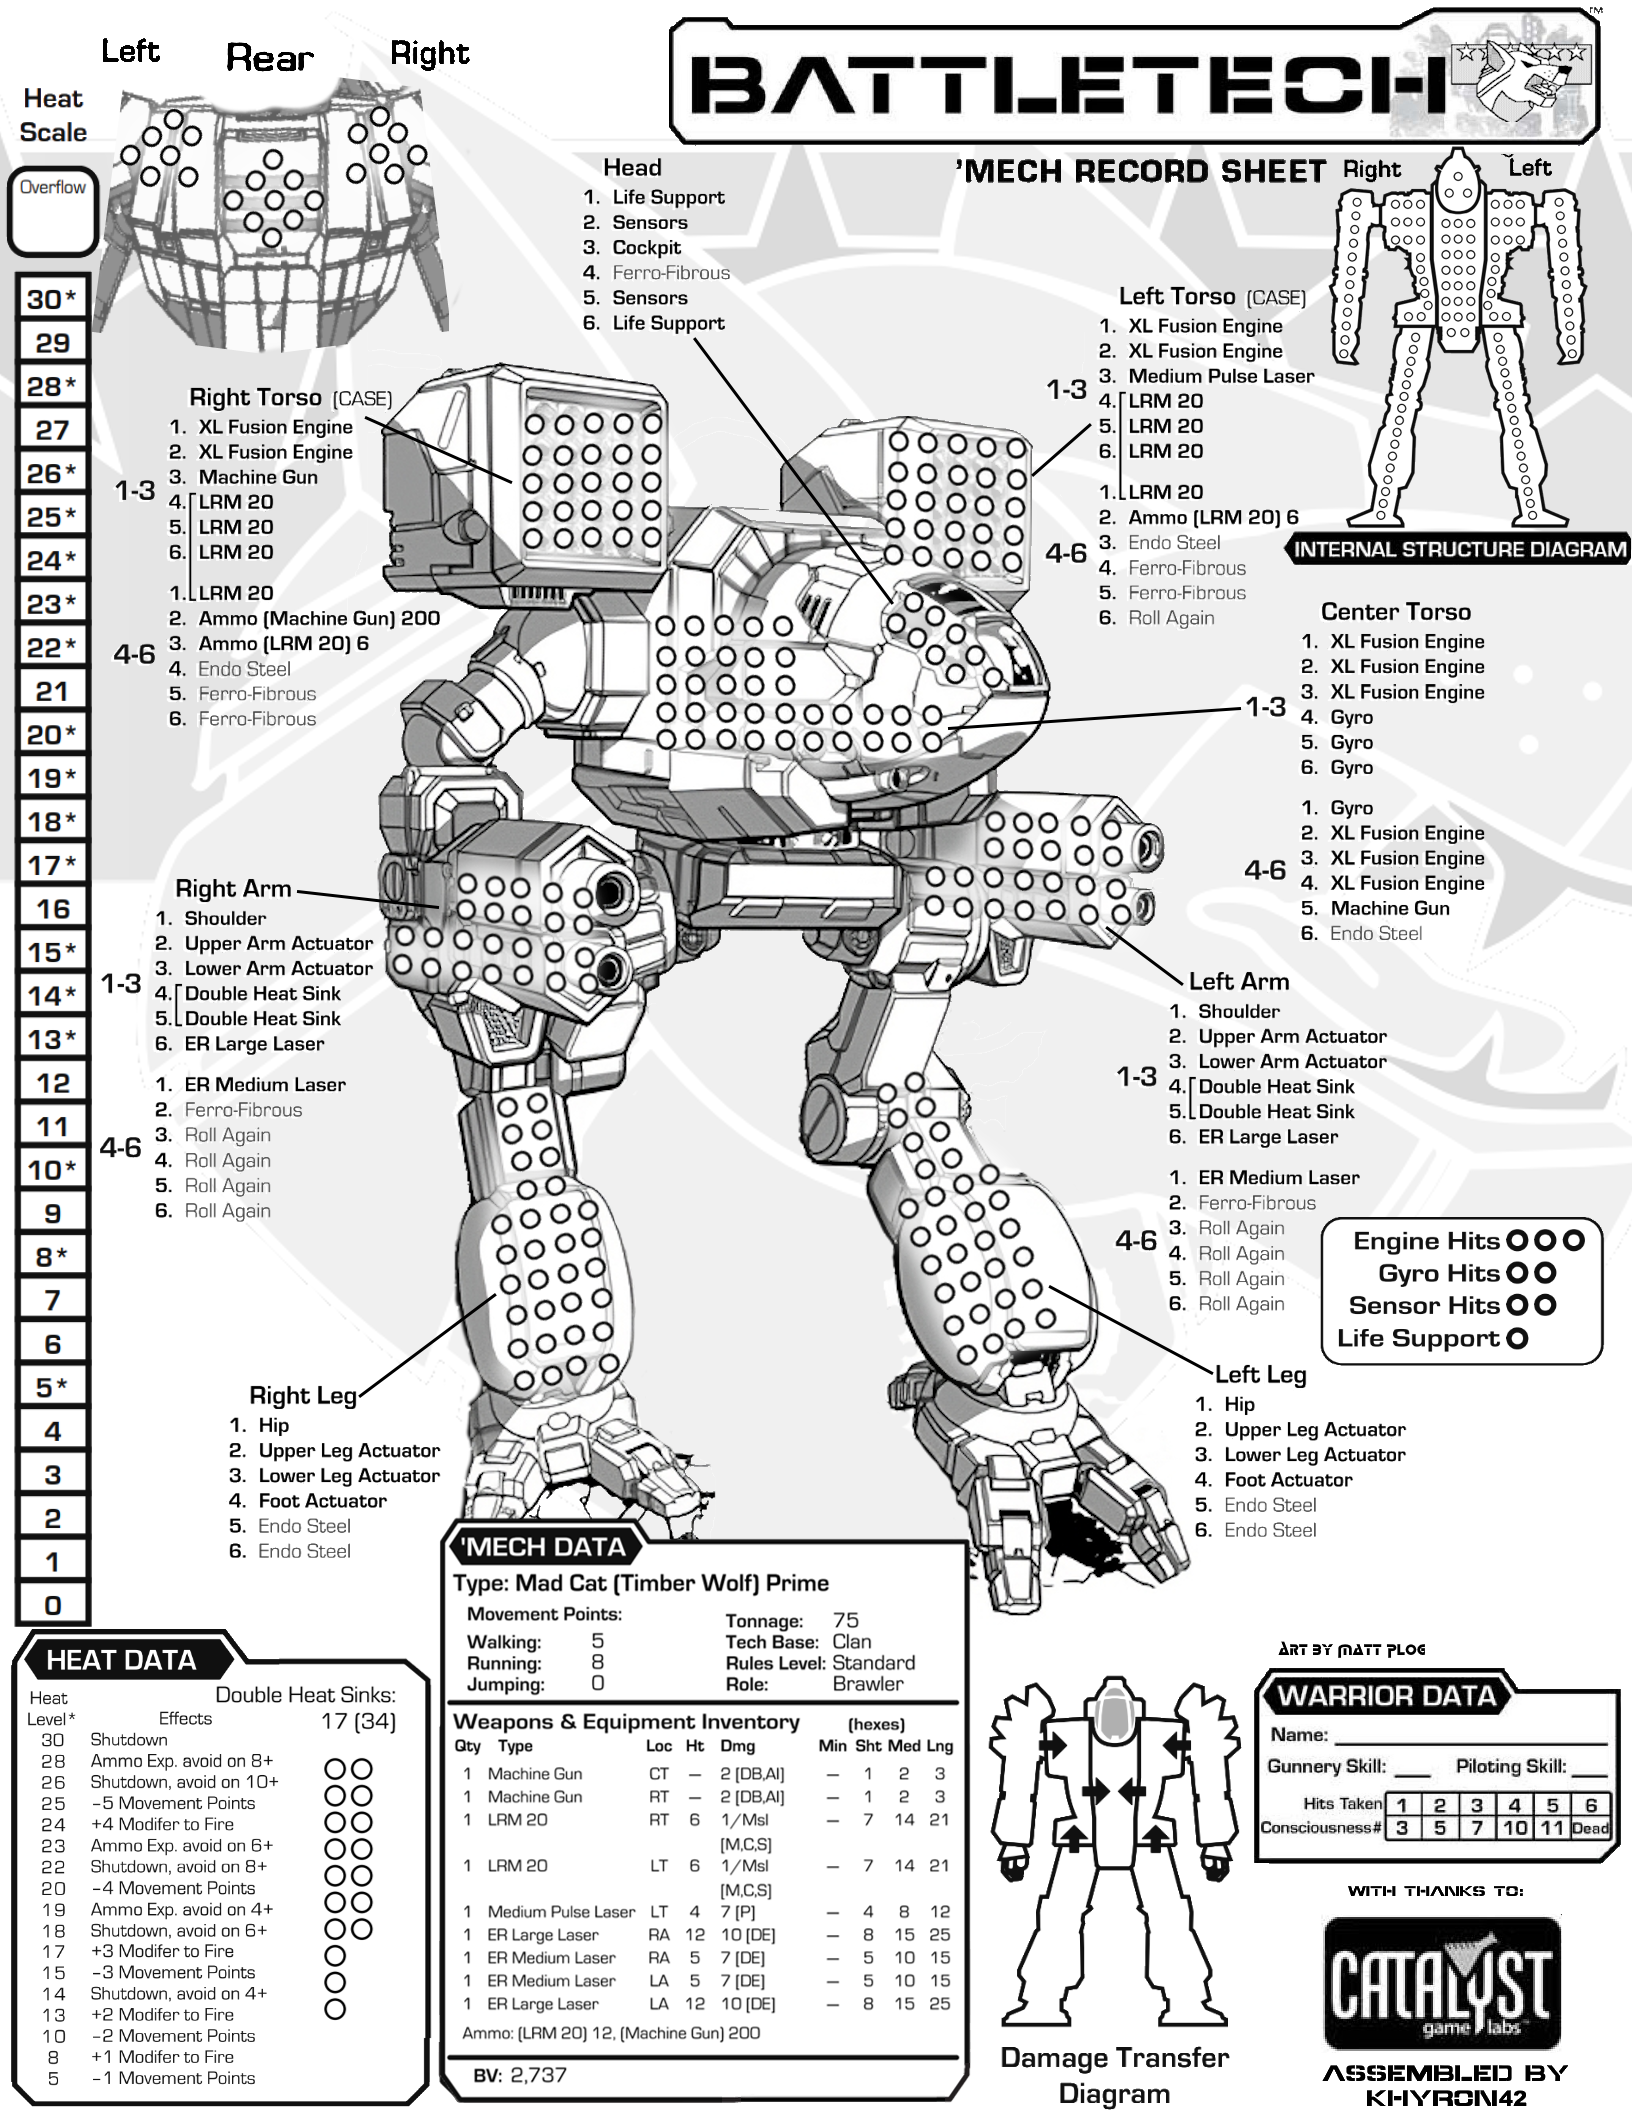 Left Rear Right
Heat
Scale
Overflow
30*
29
28*
27
26*
25*
24*
23*
22*
21
20*
19*
18*
17*
16
15*
14*
13*
12
11
10*
9
8*
7
6
5*
4
3
2
1
0
BATTLETECH
TM
'MECH RECORD SHEET
Head
1. Life Support
2. Sensors
3. Cockpit
4. Ferro-Fibrous
5. Sensors
6. Life Support
Right Left
INTERNAL STRUCTURE DIAGRAM
Left Torso (CASE)
1-3
1. XL Fusion Engine
2. XL Fusion Engine
3. Medium Pulse Laser
4. LRM 20
5. LRM 20
6. LRM 20
4-6
1. LRM 20
2. Ammo (LRM 20) 6
3. Endo Steel
4. Ferro-Fibrous
5. Ferro-Fibrous
6. Roll Again
Right Torso (CASE)
1-3
1. XL Fusion Engine
2. XL Fusion Engine
3. Machine Gun
4. LRM 20
5. LRM 20
6. LRM 20
4-6
1. LRM 20
2. Ammo (Machine Gun) 200
3. Ammo (LRM 20) 6
4. Endo Steel
5. Ferro-Fibrous
6. Ferro-Fibrous
Center Torso
1-3
1. XL Fusion Engine
2. XL Fusion Engine
3. XL Fusion Engine
4. Gyro
5. Gyro
6. Gyro
4-6
1. Gyro
2. XL Fusion Engine
3. XL Fusion Engine
4. XL Fusion Engine
5. Machine Gun
6. Endo Steel
Right Arm
1-3
1. Shoulder
2. Upper Arm Actuator
3. Lower Arm Actuator
4. Double Heat Sink
5. Double Heat Sink
6. ER Large Laser
4-6
1. ER Medium Laser
2. Ferro-Fibrous
3. Roll Again
4. Roll Again
5. Roll Again
6. Roll Again
Left Arm
1-3
1. Shoulder
2. Upper Arm Actuator
3. Lower Arm Actuator
4. Double Heat Sink
5. Double Heat Sink
6. ER Large Laser
4-6
1. ER Medium Laser
2. Ferro-Fibrous
3. Roll Again
4. Roll Again
5. Roll Again
6. Roll Again
Engine Hits
Gyro Hits
Sensor Hits
Life Support
Right Leg
1. Hip
2. Upper Leg Actuator
3. Lower Leg Actuator
4. Foot Actuator
5. Endo Steel
6. Endo Steel
Left Leg
1. Hip
2. Upper Leg Actuator
3. Lower Leg Actuator
4. Foot Actuator
5. Endo Steel
6. Endo Steel
HEAT DATA
Heat
Level* Effects
Double Heat Sinks:
17 (34)
30 Shutdown
28 Ammo Exp. avoid on 8+
26 Shutdown, avoid on 10+
25 -5 Movement Points
24 +4 Modifer to Fire
23 Ammo Exp. avoid on 6+
22 Shutdown, avoid on 8+
20 -4 Movement Points
19 Ammo Exp. avoid on 4+
18 Shutdown, avoid on 6+
17 +3 Modifer to Fire
15 -3 Movement Points
14 Shutdown, avoid on 4+
13 +2 Modifer to Fire
10 -2 Movement Points
8 +1 Modifer to Fire
5 -1 Movement Points
'MECH DATA
Type: Mad Cat (Timber Wolf) Prime
Movement Points:
Walking: 5
Running: 8
Jumping: 0
Tonnage: 75
Tech Base: Clan
Rules Level: Standard
Role: Brawler
Weapons & Equipment Inventory (hexes)
Qty Type Loc Ht Dmg Min Sht Med Lng
1 Machine Gun CT — 2 [DB,AI] — 1 2 3
1 Machine Gun RT — 2 [DB,AI] — 1 2 3
1 LRM 20 RT 6 1/Msl — 7 14 21
[M,C,S]
1 LRM 20 LT 6 1/Msl — 7 14 21
[M,C,S]
1 Medium Pulse Laser LT 4 7 [P] — 4 8 12
1 ER Large Laser RA 12 10 [DE] — 8 15 25
1 ER Medium Laser RA 5 7 [DE] — 5 10 15
1 ER Medium Laser LA 5 7 [DE] — 5 10 15
1 ER Large Laser LA 12 10 [DE] — 8 15 25
Ammo: (LRM 20) 12, (Machine Gun) 200
BV: 2,737
Damage Transfer
Diagram
ART BY MATT PLOG
WARRIOR DATA
Name:
Gunnery Skill: Piloting Skill:
Hits Taken 1 2 3 4 5 6
Consciousness# 3 5 7 10 11 Dead
WITH THANKS TO:
CATALYST
game labs
ASSEMBLED BY
KHYRON42